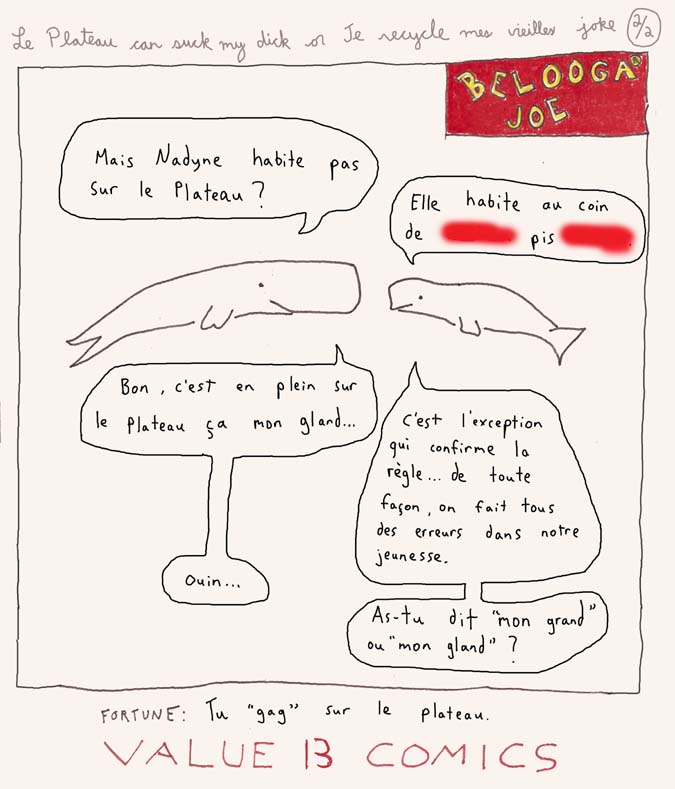 Le Plateau can suck my dick or Je recycle mes vieilles joke 2/2
BELOOGA
JOE
Mais Nadyne habite pas
sur le Plateau ?
Elle habite au coin
de pis
Bon, c'est en plein sur
le Plateau ça mon gland...
c'est l'exception
qui confirme la
règle... de toute
façon, on fait tous
des erreurs dans notre
jeunesse.
Ouin...
As-tu dit "mon grand"
ou "mon gland" ?
FORTUNE: Tu "gag" sur le plateau.
VALUE 13 COMICS